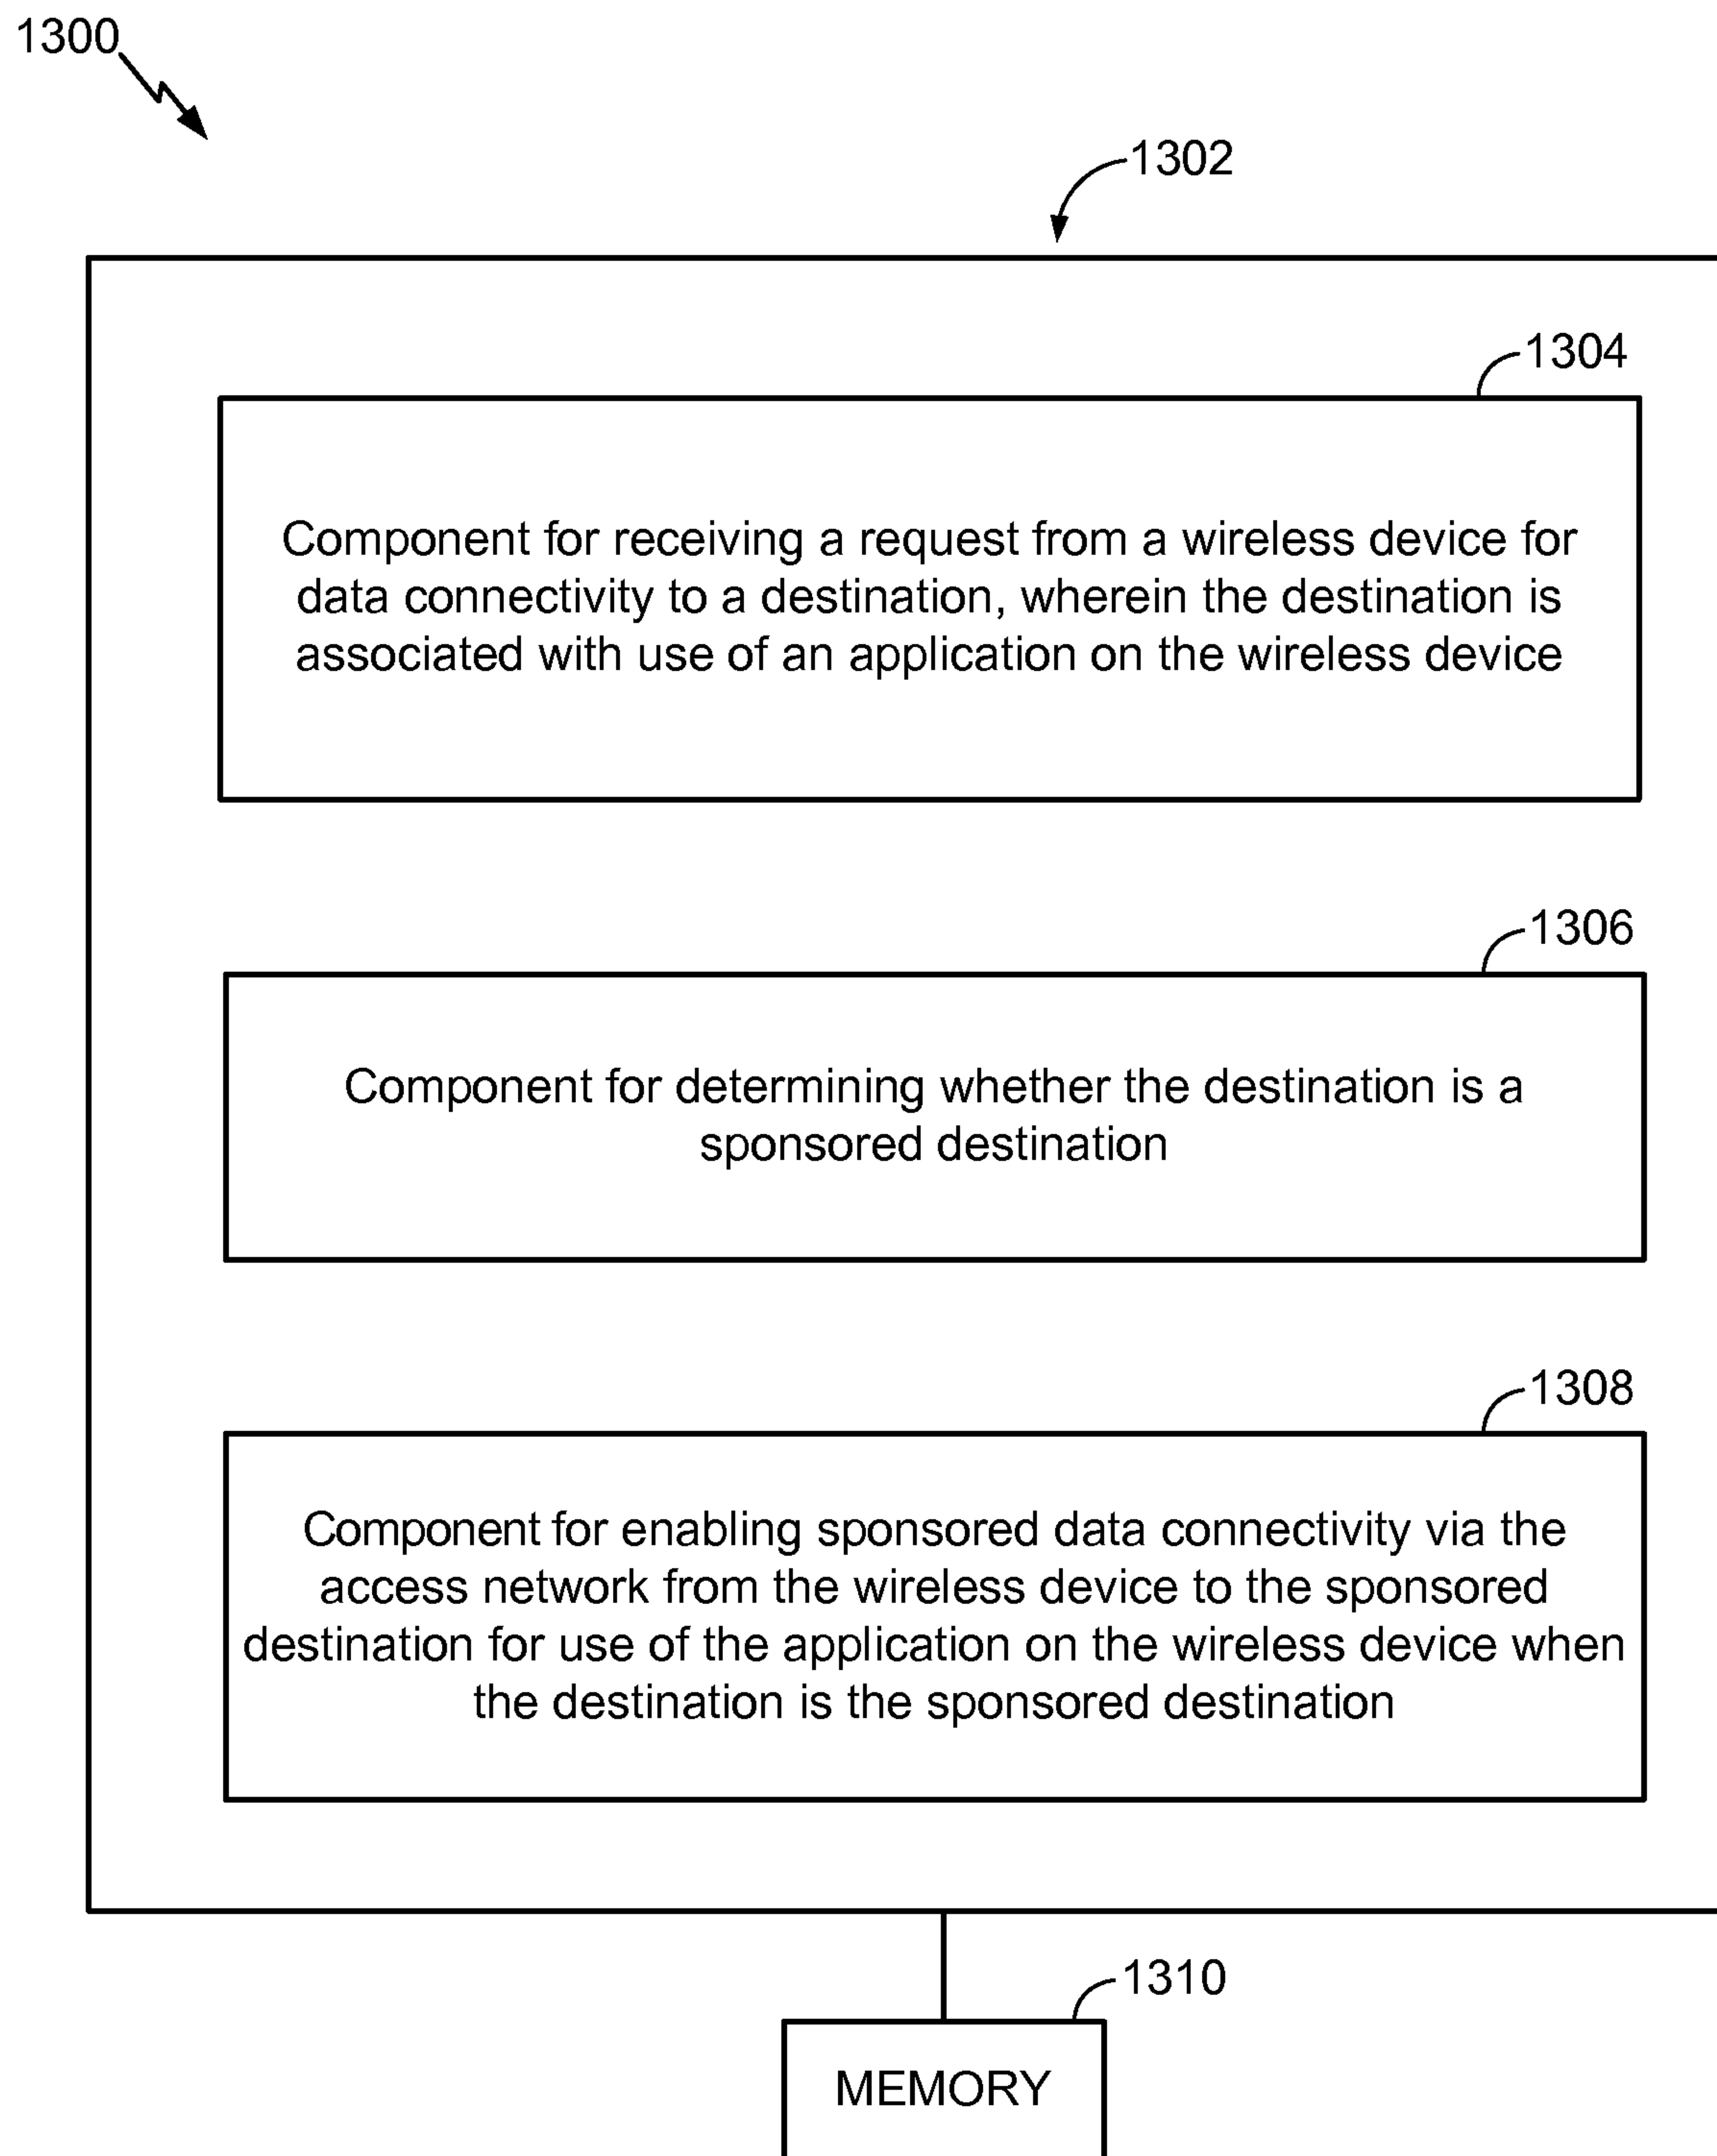 1300
1302
1304
Component for receiving a request from a wireless device for
data connectivity to a destination, wherein the destination is
associated with use of an application on the wireless device
1306
Component for determining whether the destination is a
sponsored destination
1308
Component for enabling sponsored data connectivity via the
access network from the wireless device to the sponsored
destination for use of the application on the wireless device when
the destination is the sponsored destination
1310
MEMORY